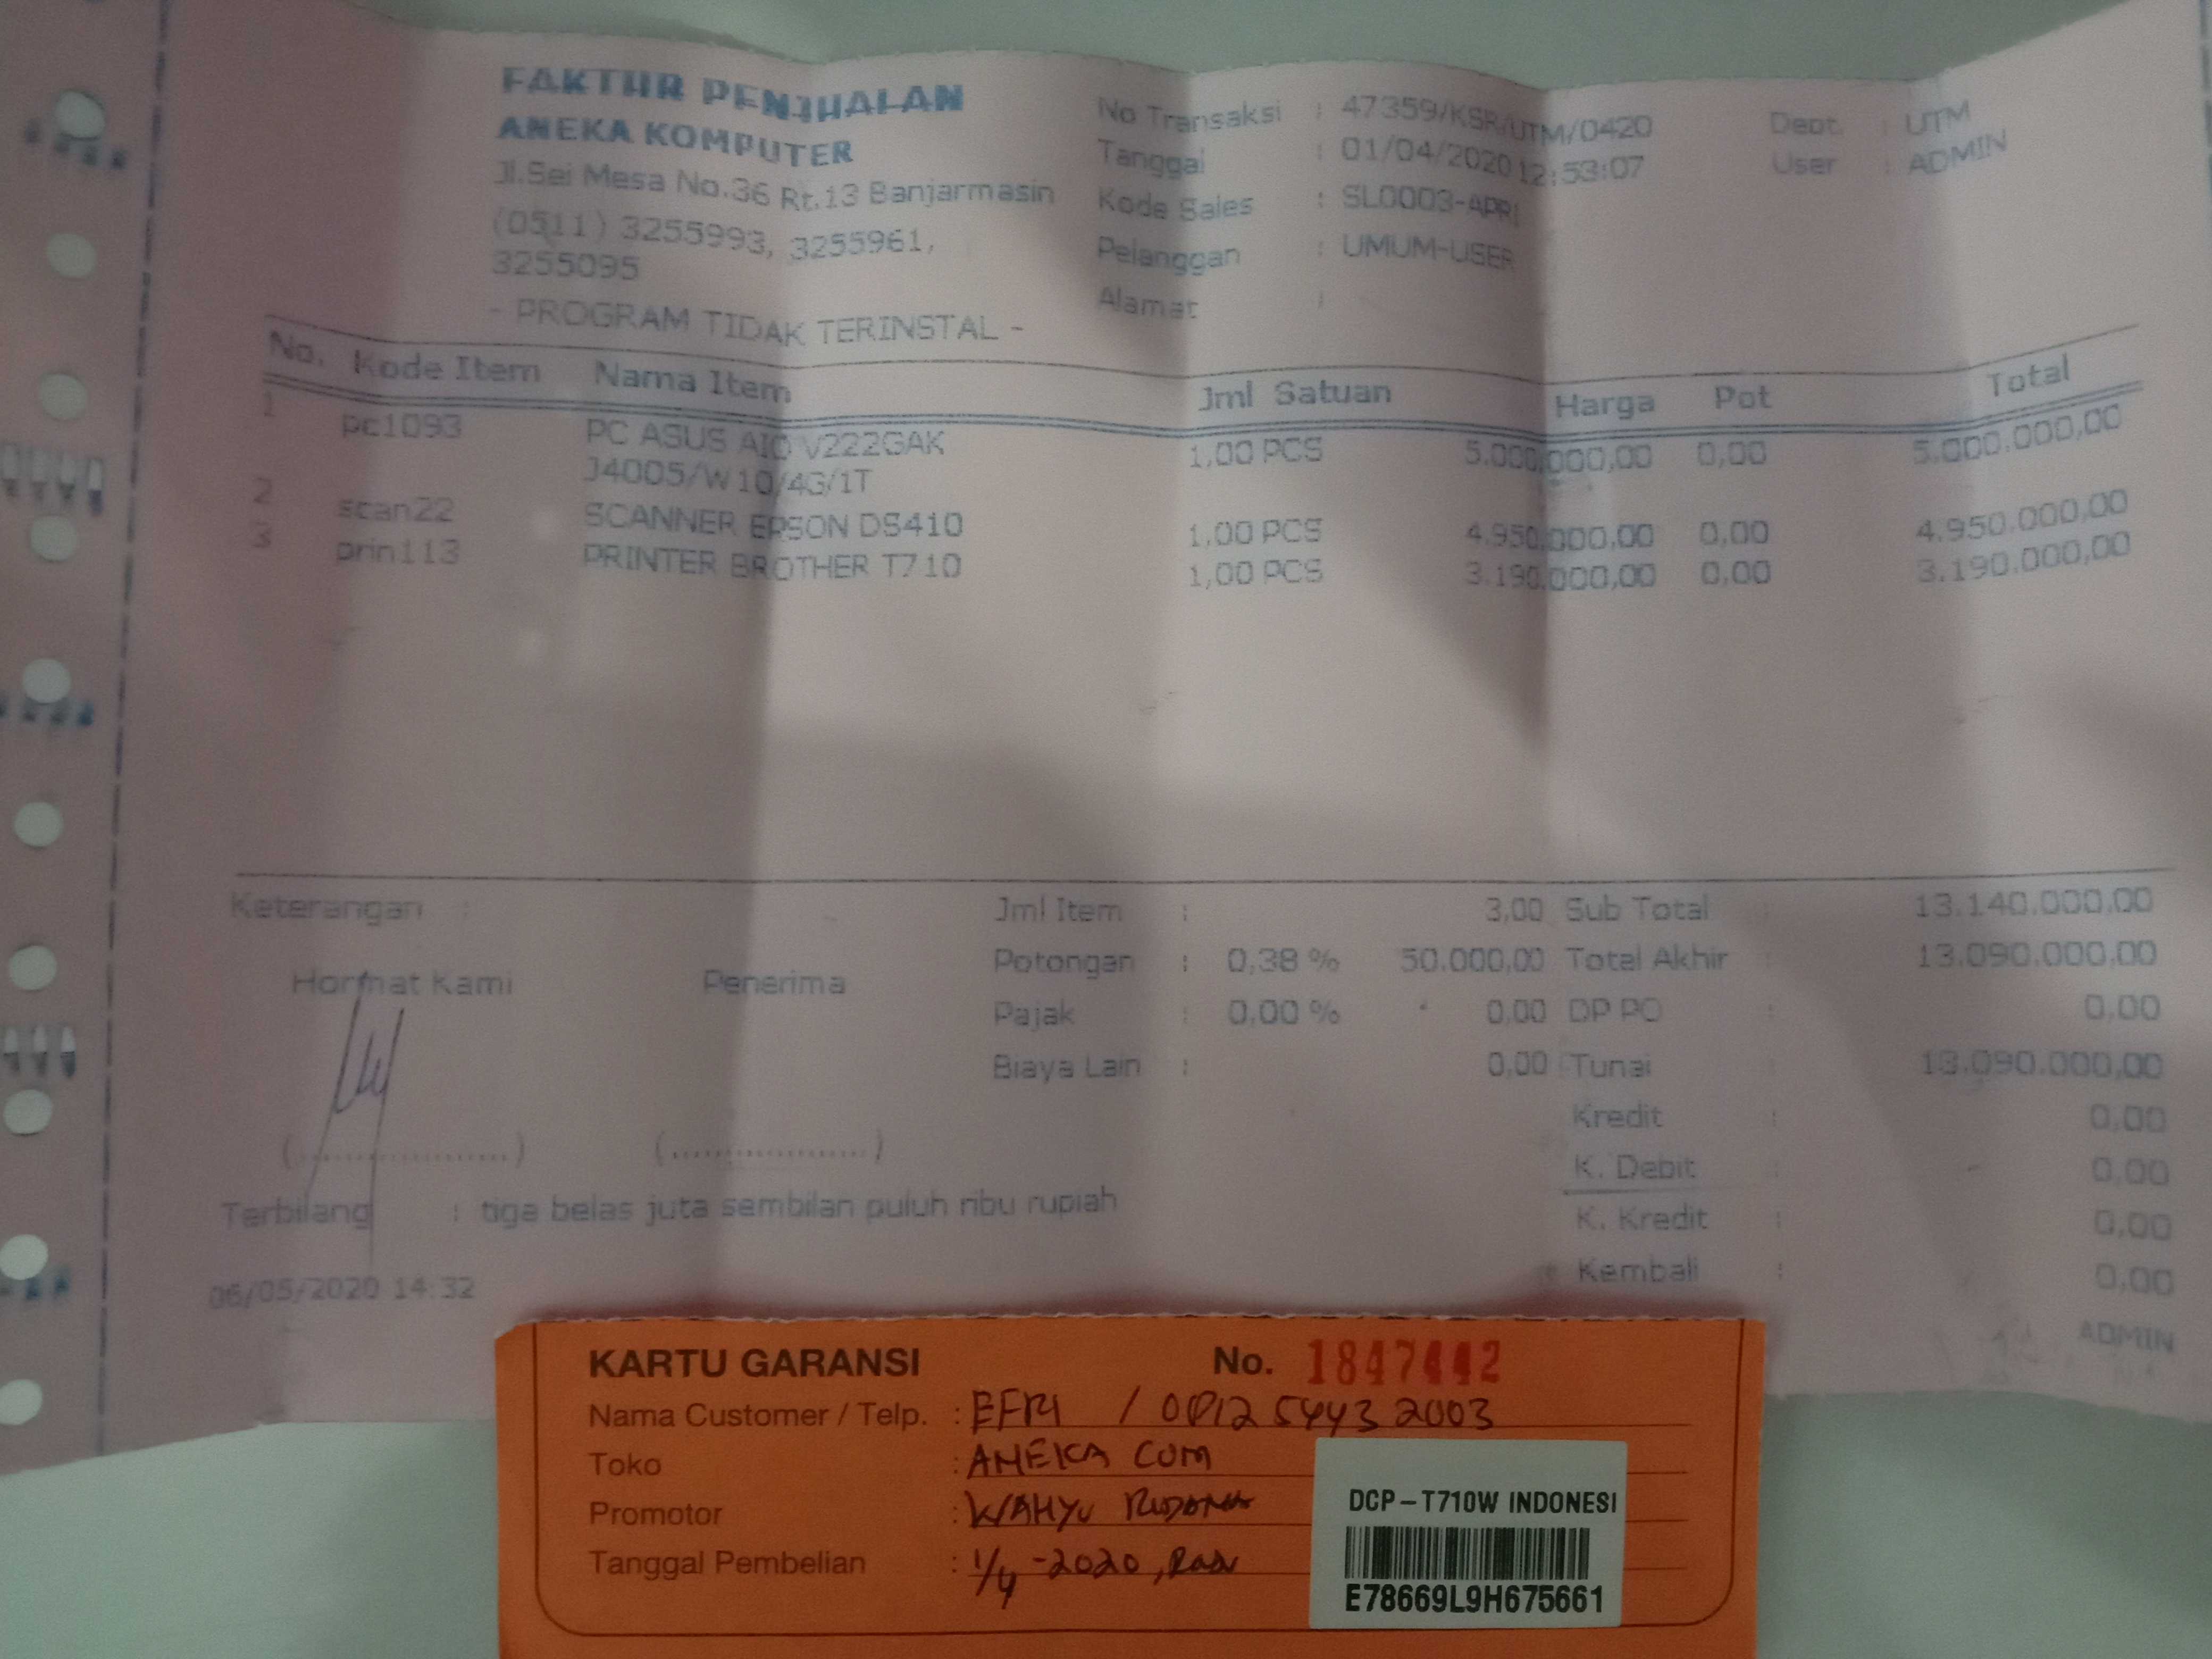 FAKTUR PENJUALAN
ANEKA KOMPUTER
Jl.Sei Mesa No.36 Rt.13 Banjarmasin
(0511) 3255993, 3255961,
3255095
- PROGRAM TIDAK TERINSTAL -
No Transaksi : 47359/KSR/UTM/0420 Dept. : UTM
Tanggal : 01/04/2020 12:53:07 User : ADMIN
Kode Sales : SL0003-APRI
Pelanggan : UMUM-USER
Alamat :
No. Kode Item Nama Item Jml Satuan Harga Pot Total
1 pc1093 PC ASUS AIO V222GAK 1,00 PCS 5.000.000,00 0,00 5.000.000,00
J4005/W10/4G/1T
2 scan22 SCANNER EPSON DS410 1,00 PCS 4.950.000,00 0,00 4.950.000,00
3 prin113 PRINTER BROTHER T710 1,00 PCS 3.190.000,00 0,00 3.190.000,00
Keterangan : Jml Item : 3,00 Sub Total 13.140.000,00
Hormat Kami Penerima Potongan : 0,38 % 50.000,00 Total Akhir : 13.090.000,00
Pajak : 0,00 % 0,00 DP PO : 0,00
Biaya Lain : 0,00 Tunai : 13.090.000,00
Kredit : 0,00
(....................) (....................) K. Debit : 0,00
Terbilang : tiga belas juta sembilan puluh ribu rupiah K. Kredit : 0,00
06/05/2020 14:32 Kembali : 0,00
ADMIN
KARTU GARANSI No. 1847442
Nama Customer / Telp. : EFRI / 0812 5443 2003
Toko : ANEKA COM
Promotor : WAHYU
Tanggal Pembelian : 1/4 -2020,
DCP-T710W INDONESI
E78669L9H675661